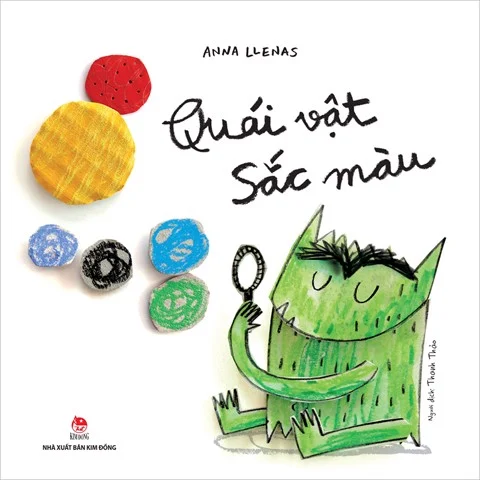 ANNA LLENAS
Quái vật
Sắc màu
Người dịch: Thanh Thảo
KIM ĐỒNG
NHÀ XUẤT BẢN KIM ĐỒNG